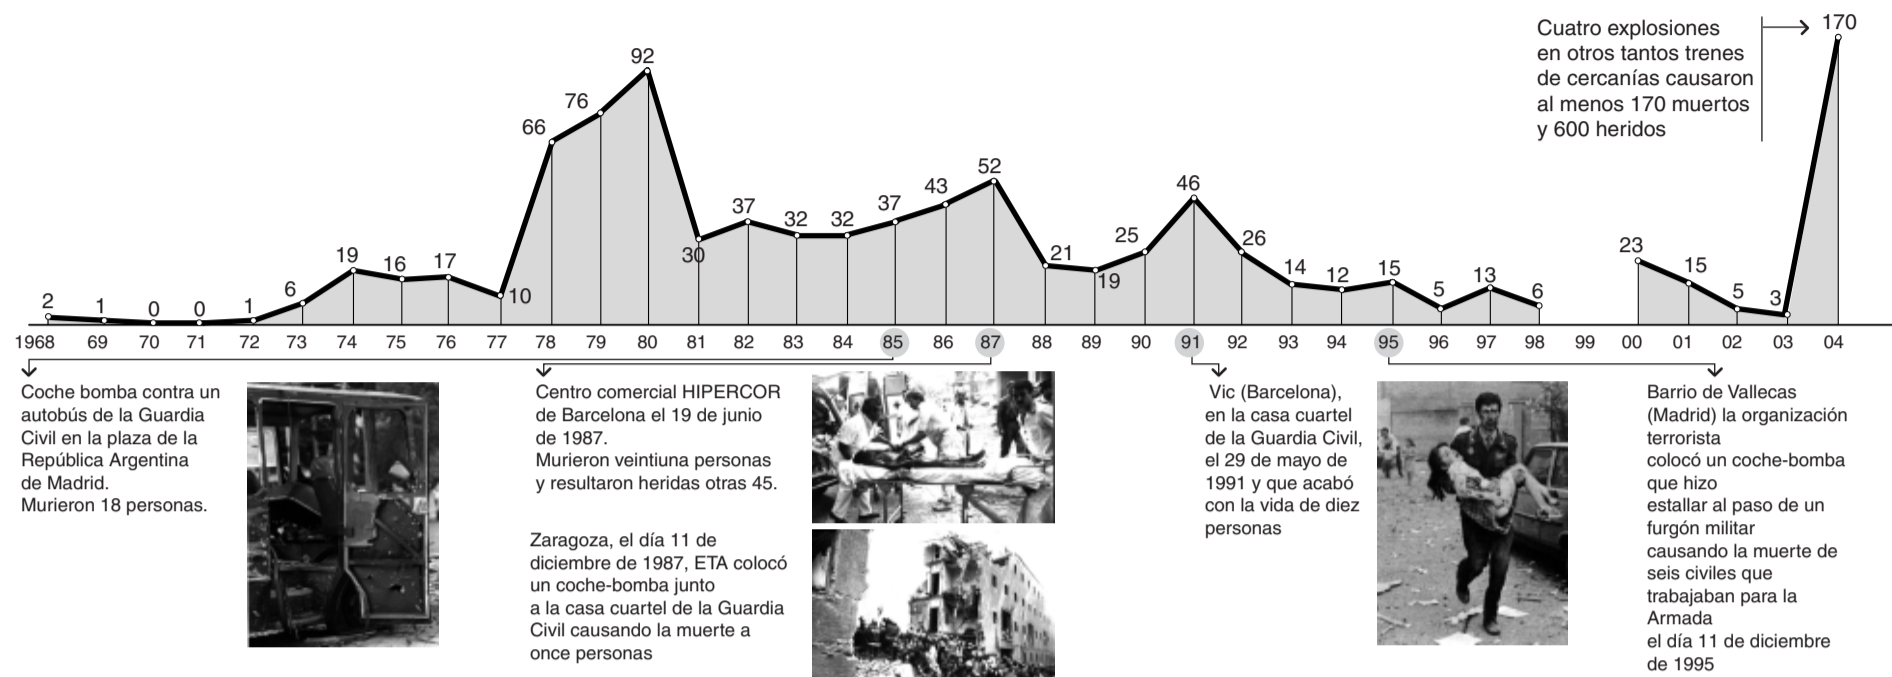 Cuatro explosiones
en otros tantos trenes
de cercanías causaron
al menos 170 muertos
y 600 heridos
170
92
76
66
52
46
43
37
37
32
32
30
26
25
23
21
19
19
17
16
15
15
14
13
12
10
6
6
5
5
3
2
1
0
0
1
1968 69 70 71 72 73 74 75 76 77 78 79 80 81 82 83 84 85 86 87 88 89 90 91 92 93 94 95 96 97 98 99 00 01 02 03 04
Coche bomba contra un
autobús de la Guardia
Civil en la plaza de la
República Argentina
de Madrid.
Murieron 18 personas.
Centro comercial HIPERCOR
de Barcelona el 19 de junio
de 1987.
Murieron veintiuna personas
y resultaron heridas otras 45.
Zaragoza, el día 11 de
diciembre de 1987, ETA colocó
un coche-bomba junto
a la casa cuartel de la Guardia
Civil causando la muerte a
once personas
Vic (Barcelona),
en la casa cuartel
de la Guardia Civil,
el 29 de mayo de
1991 y que acabó
con la vida de diez
personas
Barrio de Vallecas
(Madrid) la organización
terrorista
colocó un coche-bomba
que hizo
estallar al paso de un
furgón militar
causando la muerte de
seis civiles que
trabajaban para la
Armada
el día 11 de diciembre
de 1995